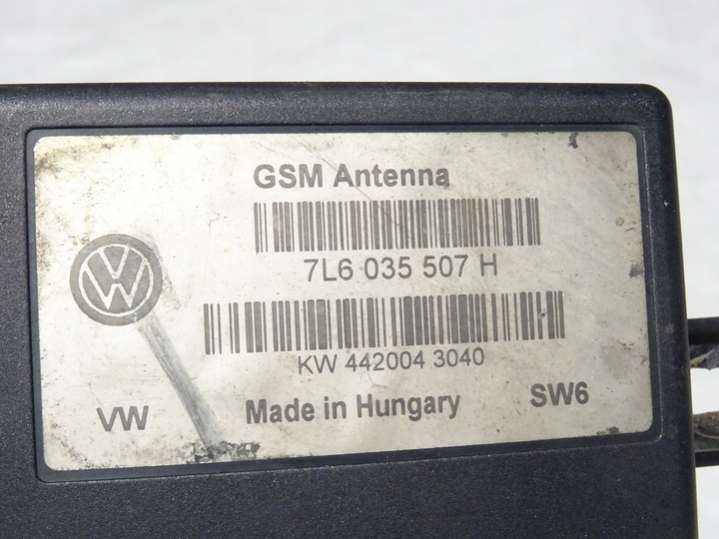 GSM Antenna
7L6 035 507 H
KW 442004 3040
VW Made in Hungary SW6